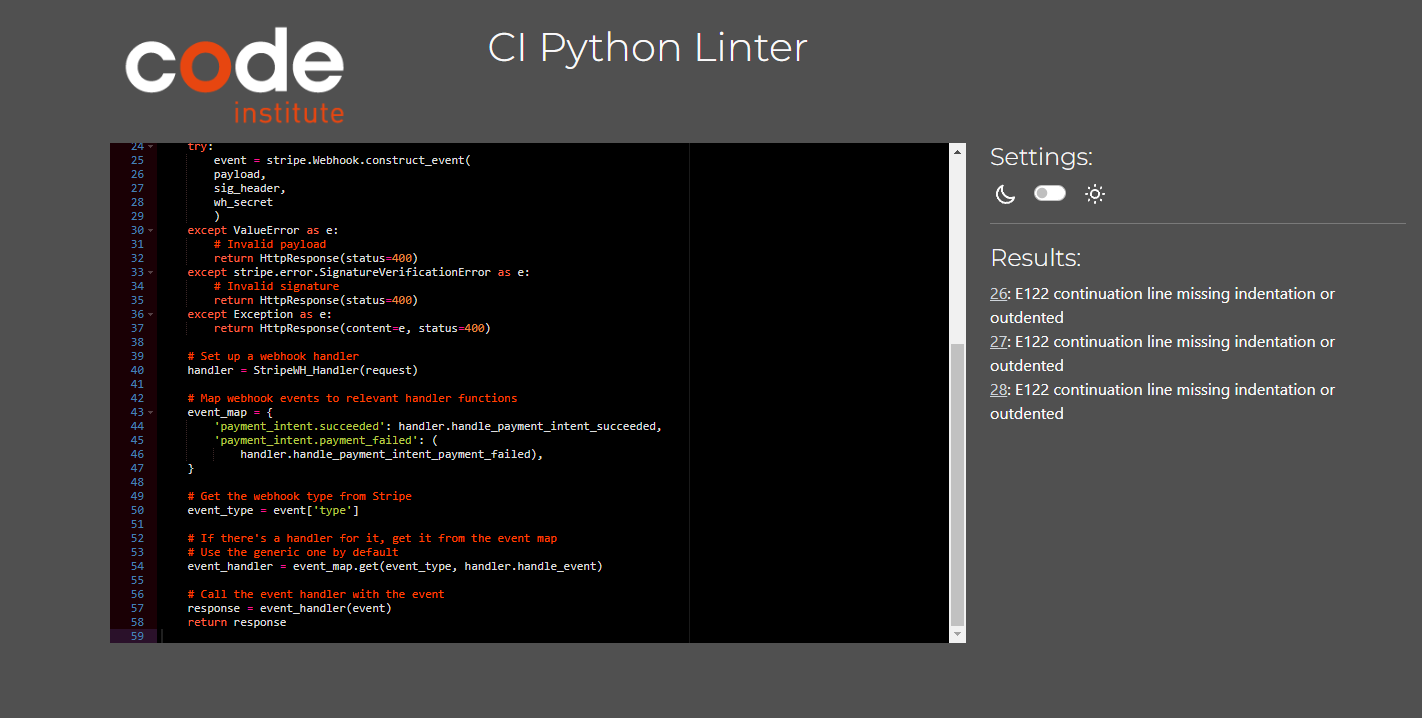 code
institute
CI Python Linter
24 try:
25 event = stripe.Webhook.construct_event(
26 payload,
27 sig_header,
28 wh_secret
29 )
30 except ValueError as e:
31 # Invalid payload
32 return HttpResponse(status=400)
33 except stripe.error.SignatureVerificationError as e:
34 # Invalid signature
35 return HttpResponse(status=400)
36 except Exception as e:
37 return HttpResponse(content=e, status=400)
38
39 # Set up a webhook handler
40 handler = StripeWH_Handler(request)
41
42 # Map webhook events to relevant handler functions
43 event_map = {
44 'payment_intent.succeeded': handler.handle_payment_intent_succeeded,
45 'payment_intent.payment_failed': (
46 handler.handle_payment_intent_payment_failed),
47 }
48
49 # Get the webhook type from Stripe
50 event_type = event['type']
51
52 # If there's a handler for it, get it from the event map
53 # Use the generic one by default
54 event_handler = event_map.get(event_type, handler.handle_event)
55
56 # Call the event handler with the event
57 response = event_handler(event)
58 return response
59
Settings:
Results:
26: E122 continuation line missing indentation or
outdented
27: E122 continuation line missing indentation or
outdented
28: E122 continuation line missing indentation or
outdented